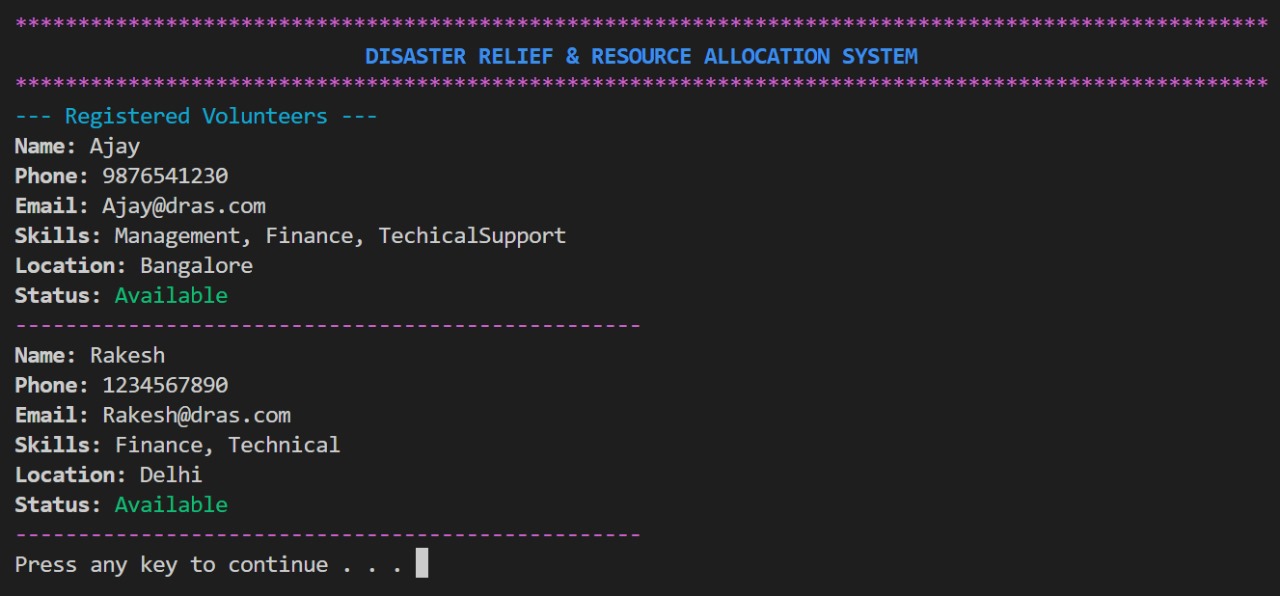 ****************************************************************************************************
DISASTER RELIEF & RESOURCE ALLOCATION SYSTEM
****************************************************************************************************
--- Registered Volunteers ---
Name: Ajay
Phone: 9876541230
Email: Ajay@dras.com
Skills: Management, Finance, TechicalSupport
Location: Bangalore
Status: Available
--------------------------------------------------
Name: Rakesh
Phone: 1234567890
Email: Rakesh@dras.com
Skills: Finance, Technical
Location: Delhi
Status: Available
--------------------------------------------------
Press any key to continue . . .